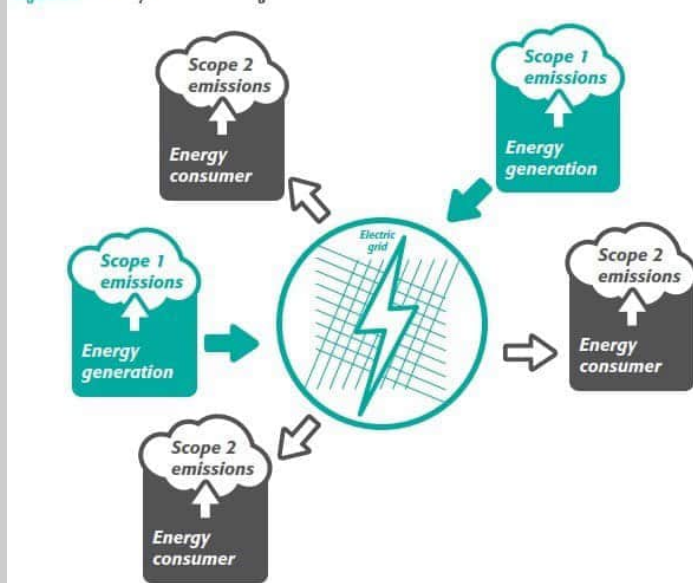 Scope 2
emissions
Energy
consumer
Scope 1
emissions
Energy
generation
Electric
grid
Scope 1
emissions
Energy
generation
Scope 2
emissions
Energy
consumer
Scope 2
emissions
Energy
consumer